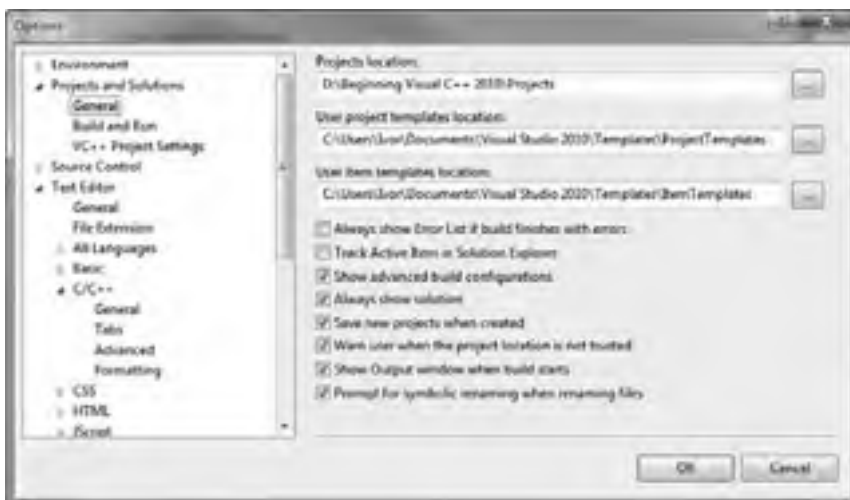 Options
Environment
Projects and Solutions
General
Build and Run
VC++ Project Settings
Source Control
Text Editor
General
File Extension
All Languages
Basic
C/C++
General
Tabs
Advanced
Formatting
CSS
HTML
JScript
Projects location:
D:\Beginning Visual C++ 2010\Projects
...
User project templates location:
C:\Users\Ivor\Documents\Visual Studio 2010\Templates\ProjectTemplates
...
User item templates location:
C:\Users\Ivor\Documents\Visual Studio 2010\Templates\ItemTemplates
...
Always show Error List if build finishes with errors
Track Active Item in Solution Explorer
Show advanced build configurations
Always show solution
Save new projects when created
Warn user when the project location is not trusted
Show Output window when build starts
Prompt for symbolic renaming when renaming files
OK
Cancel